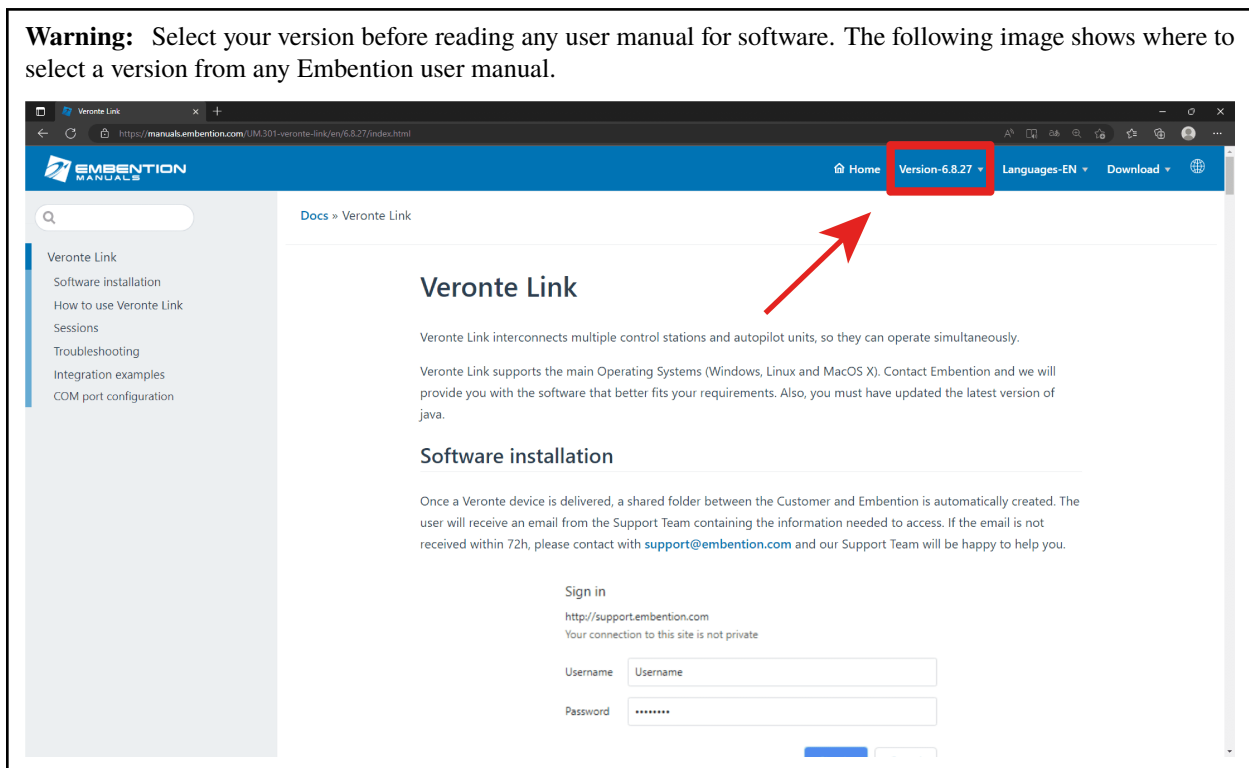 Warning: Select your version before reading any user manual for software. The following image shows where to
select a version from any Embention user manual.
Veronte Link
https://manuals.embention.com/UM.301-veronte-link/en/6.8.27/index.html
EMBENTION
MANUALS
Home
Version-6.8.27
Languages-EN
Download
Docs » Veronte Link
Veronte Link
Software installation
How to use Veronte Link
Sessions
Troubleshooting
Integration examples
COM port configuration
Veronte Link
Veronte Link interconnects multiple control stations and autopilot units, so they can operate simultaneously.
Veronte Link supports the main Operating Systems (Windows, Linux and MacOS X). Contact Embention and we will
provide you with the software that better fits your requirements. Also, you must have updated the latest version of
java.
Software installation
Once a Veronte device is delivered, a shared folder between the Customer and Embention is automatically created. The
user will receive an email from the Support Team containing the information needed to access. If the email is not
received within 72h, please contact with support@embention.com and our Support Team will be happy to help you.
Sign in
http://support.embention.com
Your connection to this site is not private
Username Username
Password ••••••••